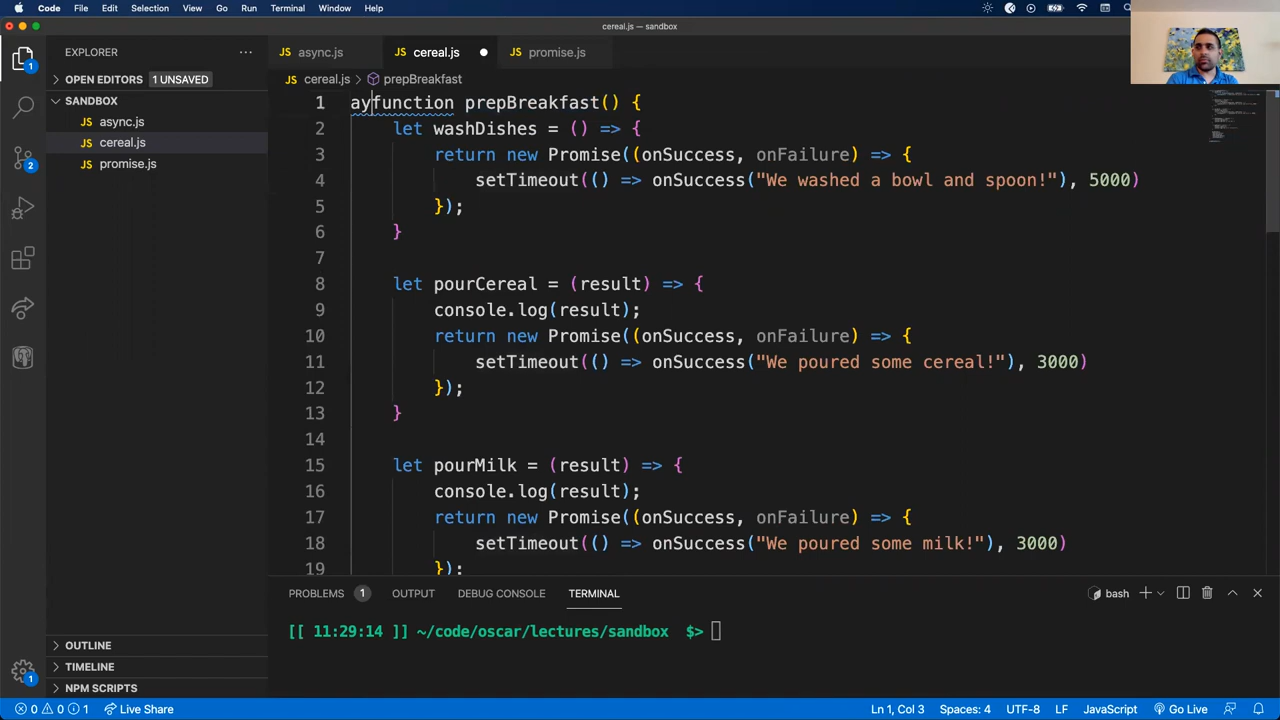 Code File Edit Selection View Go Run Terminal Window Help
cereal.js — sandbox
EXPLORER
async.js cereal.js promise.js
OPEN EDITORS 1 UNSAVED
cereal.js > prepBreakfast
SANDBOX
async.js
cereal.js
promise.js
1 ayfunction prepBreakfast() {
2 let washDishes = () => {
3 return new Promise((onSuccess, onFailure) => {
4 setTimeout(() => onSuccess("We washed a bowl and spoon!"), 5000)
5 });
6 }
7
8 let pourCereal = (result) => {
9 console.log(result);
10 return new Promise((onSuccess, onFailure) => {
11 setTimeout(() => onSuccess("We poured some cereal!"), 3000)
12 });
13 }
14
15 let pourMilk = (result) => {
16 console.log(result);
17 return new Promise((onSuccess, onFailure) => {
18 setTimeout(() => onSuccess("We poured some milk!"), 3000)
19 });
PROBLEMS 1 OUTPUT DEBUG CONSOLE TERMINAL
bash
[[ 11:29:14 ]] ~/code/oscar/lectures/sandbox $>
OUTLINE
TIMELINE
NPM SCRIPTS
0 0 1 Live Share
Ln 1, Col 3 Spaces: 4 UTF-8 LF JavaScript Go Live